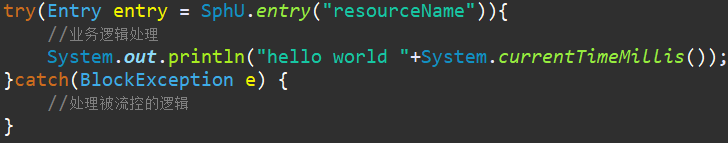 try(Entry entry = SphU.entry("resourceName")){
//业务逻辑处理
System.out.println("hello world "+System.currentTimeMillis());
}catch(BlockException e) {
//处理被流控的逻辑
}